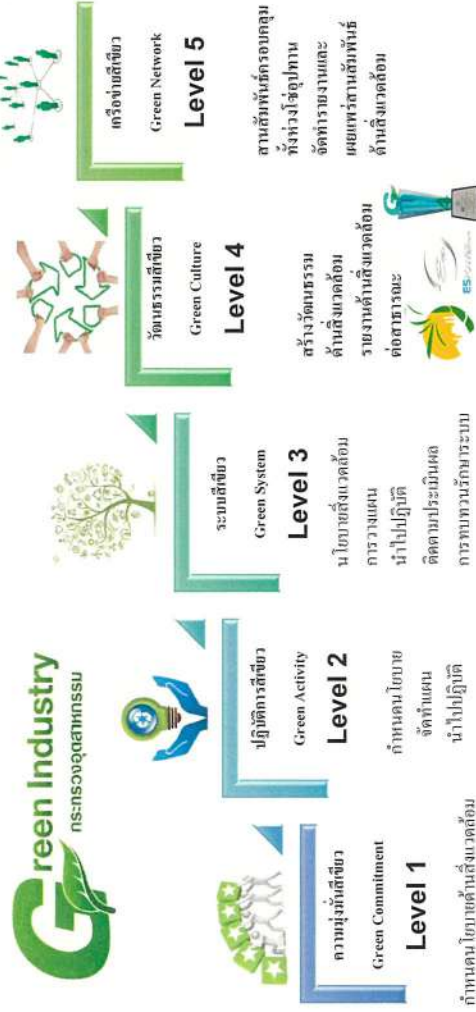 Green Industry
กระทรวงอุตสาหกรรม
ความมุ่งมั่นสีเขียว
Green Commitment
Level 1
กำหนดนโยบายด้านสิ่งแวดล้อม
ปฏิบัติการสีเขียว
Green Activity
Level 2
กำหนดนโยบาย
จัดทำแผน
นำไปปฏิบัติ
ระบบสีเขียว
Green System
Level 3
นโยบายสิ่งแวดล้อม
การวางแผน
นำไปปฏิบัติ
ติดตามประเมินผล
การทบทวนรักษาระบบ
วัฒนธรรมสีเขียว
Green Culture
Level 4
สร้างวัฒนธรรม
ด้านสิ่งแวดล้อม
รายงานด้านสิ่งแวดล้อม
ต่อสาธารณะ
เครือข่ายสีเขียว
Green Network
Level 5
สานสัมพันธ์ครอบคลุม
ทั้งห่วงโซ่อุปทาน
จัดทำรายงานและ
เผยแพร่สานสัมพันธ์
ด้านสิ่งแวดล้อม